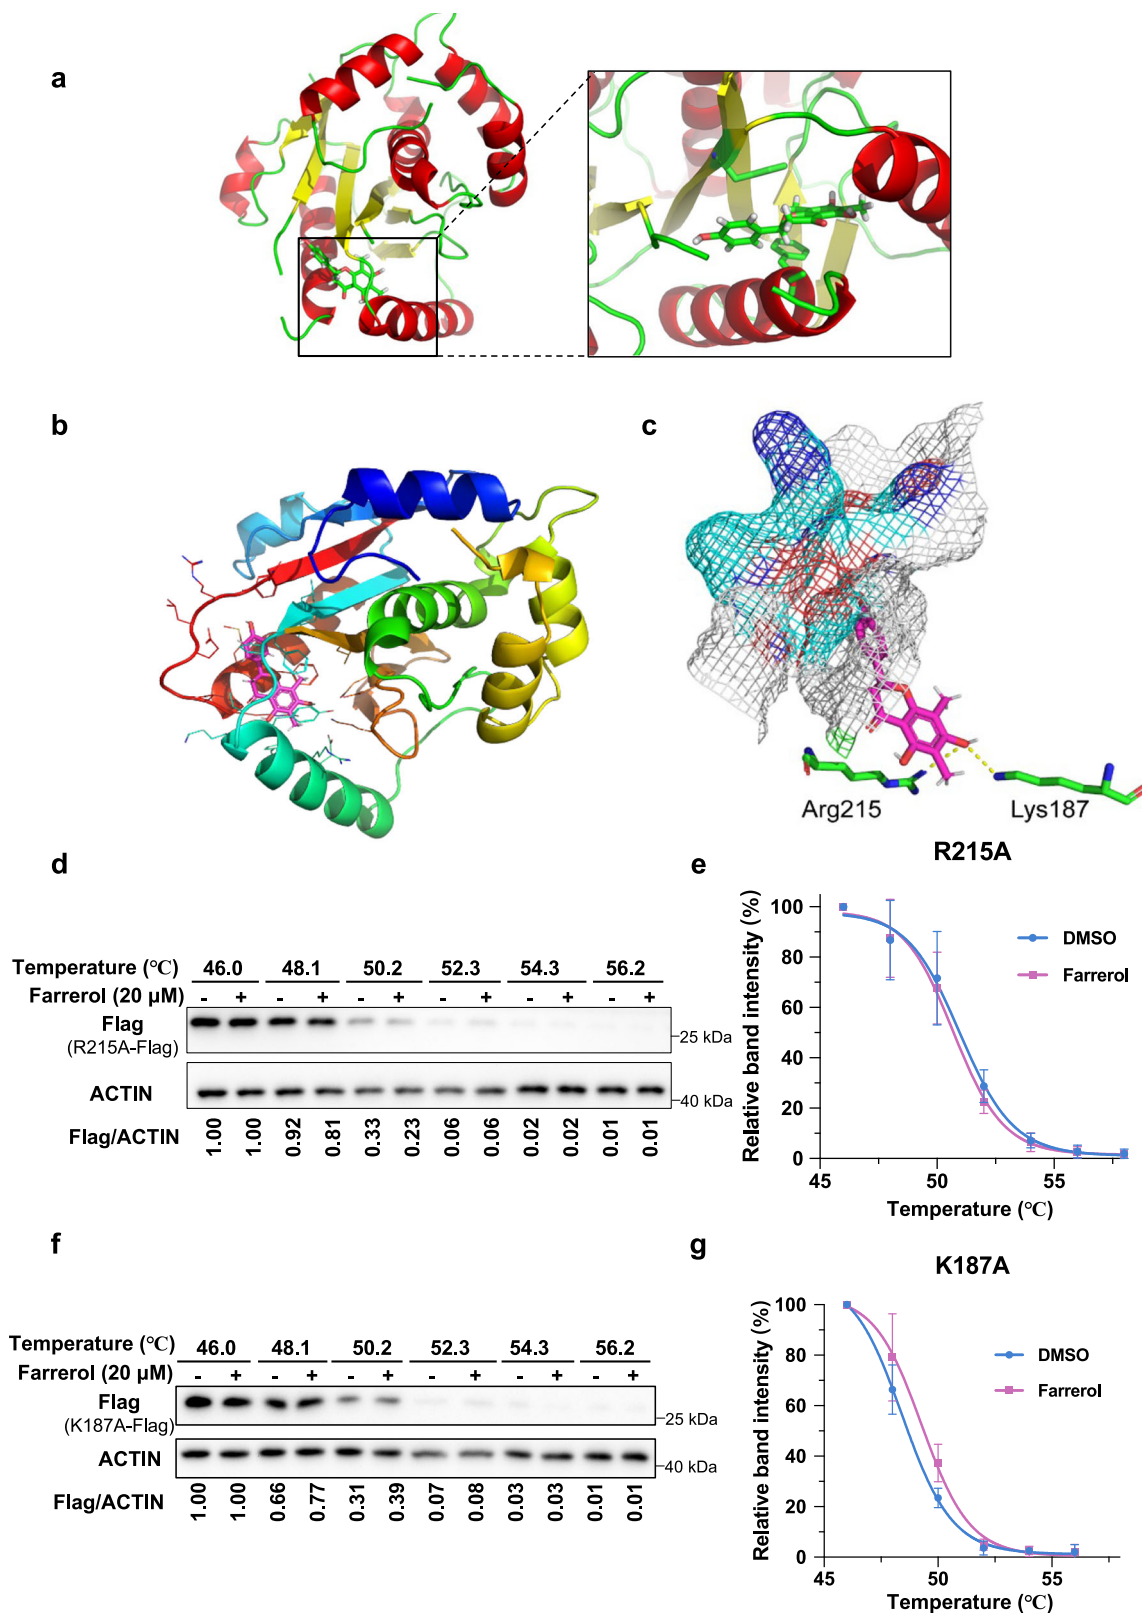 a
b
c
Arg215
Lys187
d
Temperature (°C)
46.0 48.1 50.2 52.3 54.3 56.2
Farrerol (20 μM)
- + - + - + - + - + - +
Flag
(R215A-Flag)
25 kDa
ACTIN
40 kDa
Flag/ACTIN
1.00 1.00 0.92 0.81 0.33 0.23 0.06 0.06 0.02 0.02 0.01 0.01
e
R215A
Relative band intensity (%)
100
80
60
40
20
0
DMSO
Farrerol
45 50 55
Temperature (°C)
f
Temperature (°C)
46.0 48.1 50.2 52.3 54.3 56.2
Farrerol (20 μM)
- + - + - + - + - + - +
Flag
(K187A-Flag)
25 kDa
ACTIN
40 kDa
Flag/ACTIN
1.00 1.00 0.66 0.77 0.31 0.39 0.07 0.08 0.03 0.03 0.01 0.01
g
K187A
Relative band intensity (%)
100
80
60
40
20
0
DMSO
Farrerol
45 50 55
Temperature (°C)